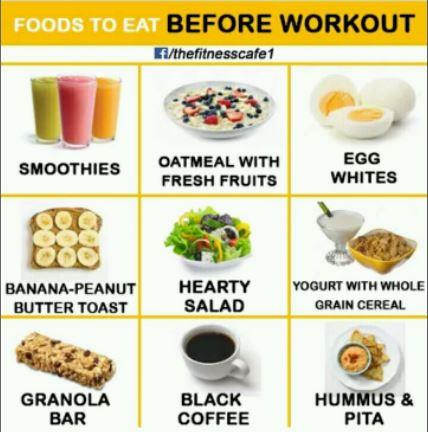 FOODS TO EAT BEFORE WORKOUT
f/thefitnesscafe1
SMOOTHIES
OATMEAL WITH
FRESH FRUITS
EGG
WHITES
BANANA-PEANUT
BUTTER TOAST
HEARTY
SALAD
YOGURT WITH WHOLE
GRAIN CEREAL
GRANOLA
BAR
BLACK
COFFEE
HUMMUS &
PITA